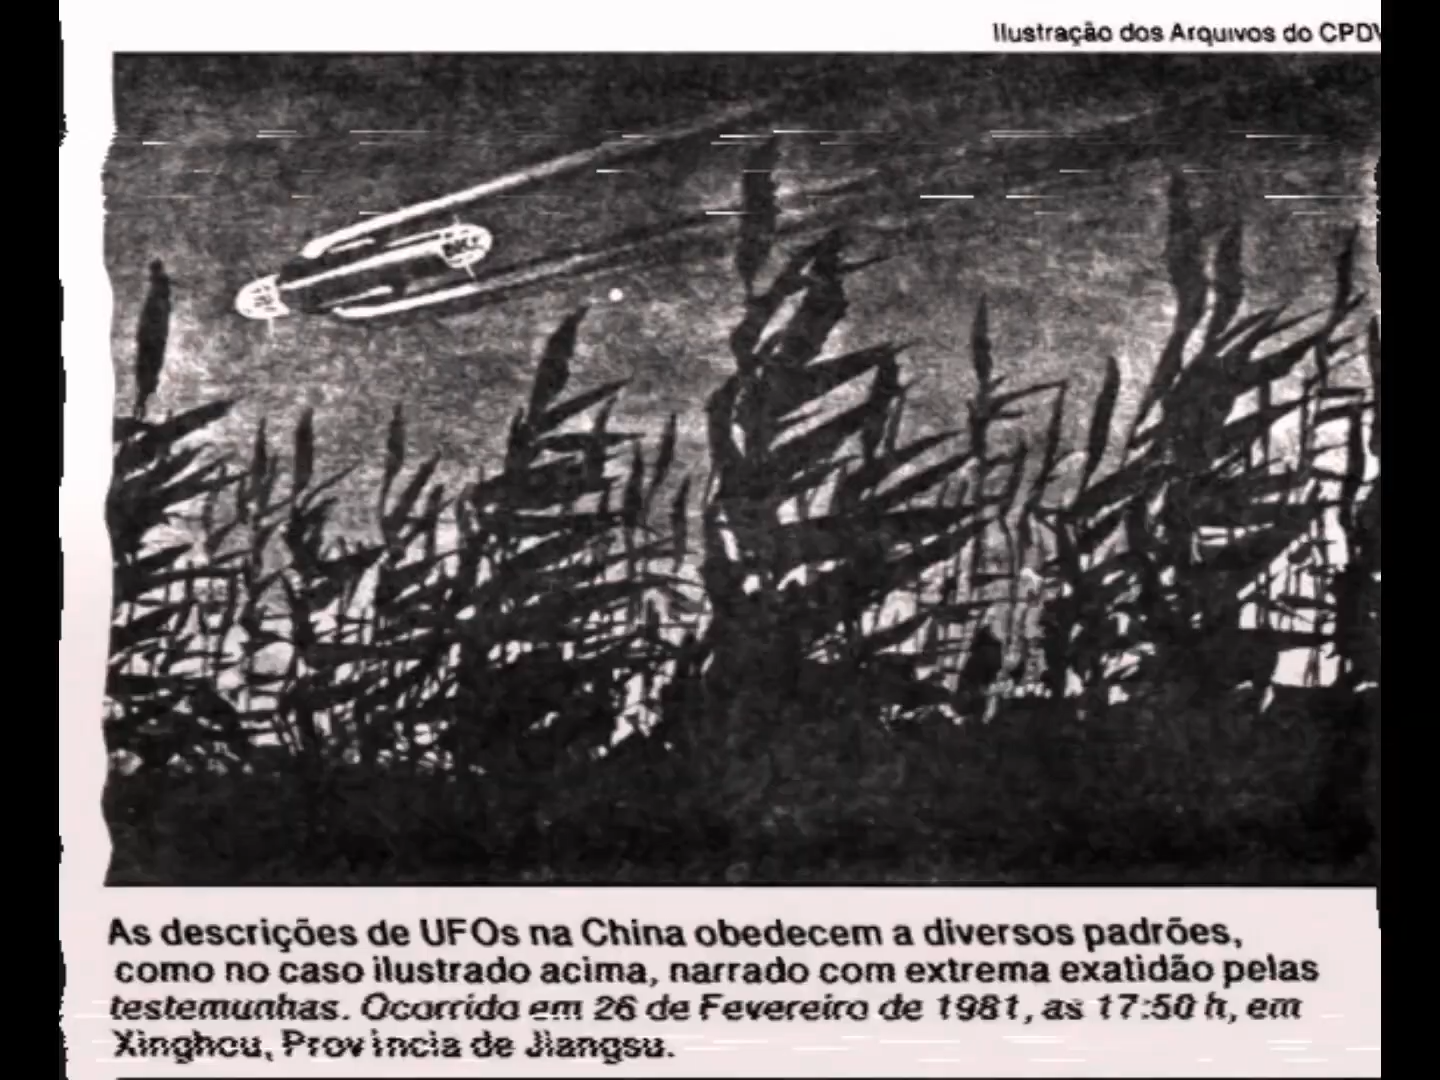 Ilustração dos Arquivos do CPDV
As descrições de UFOs na China obedecem a diversos padrões,
como no caso ilustrado acima, narrado com extrema exatidão pelas
testemunhas. Ocorrido em 26 de Fevereiro de 1981, as 17:50 h, em
Xinghou, Província de Jiangsu.